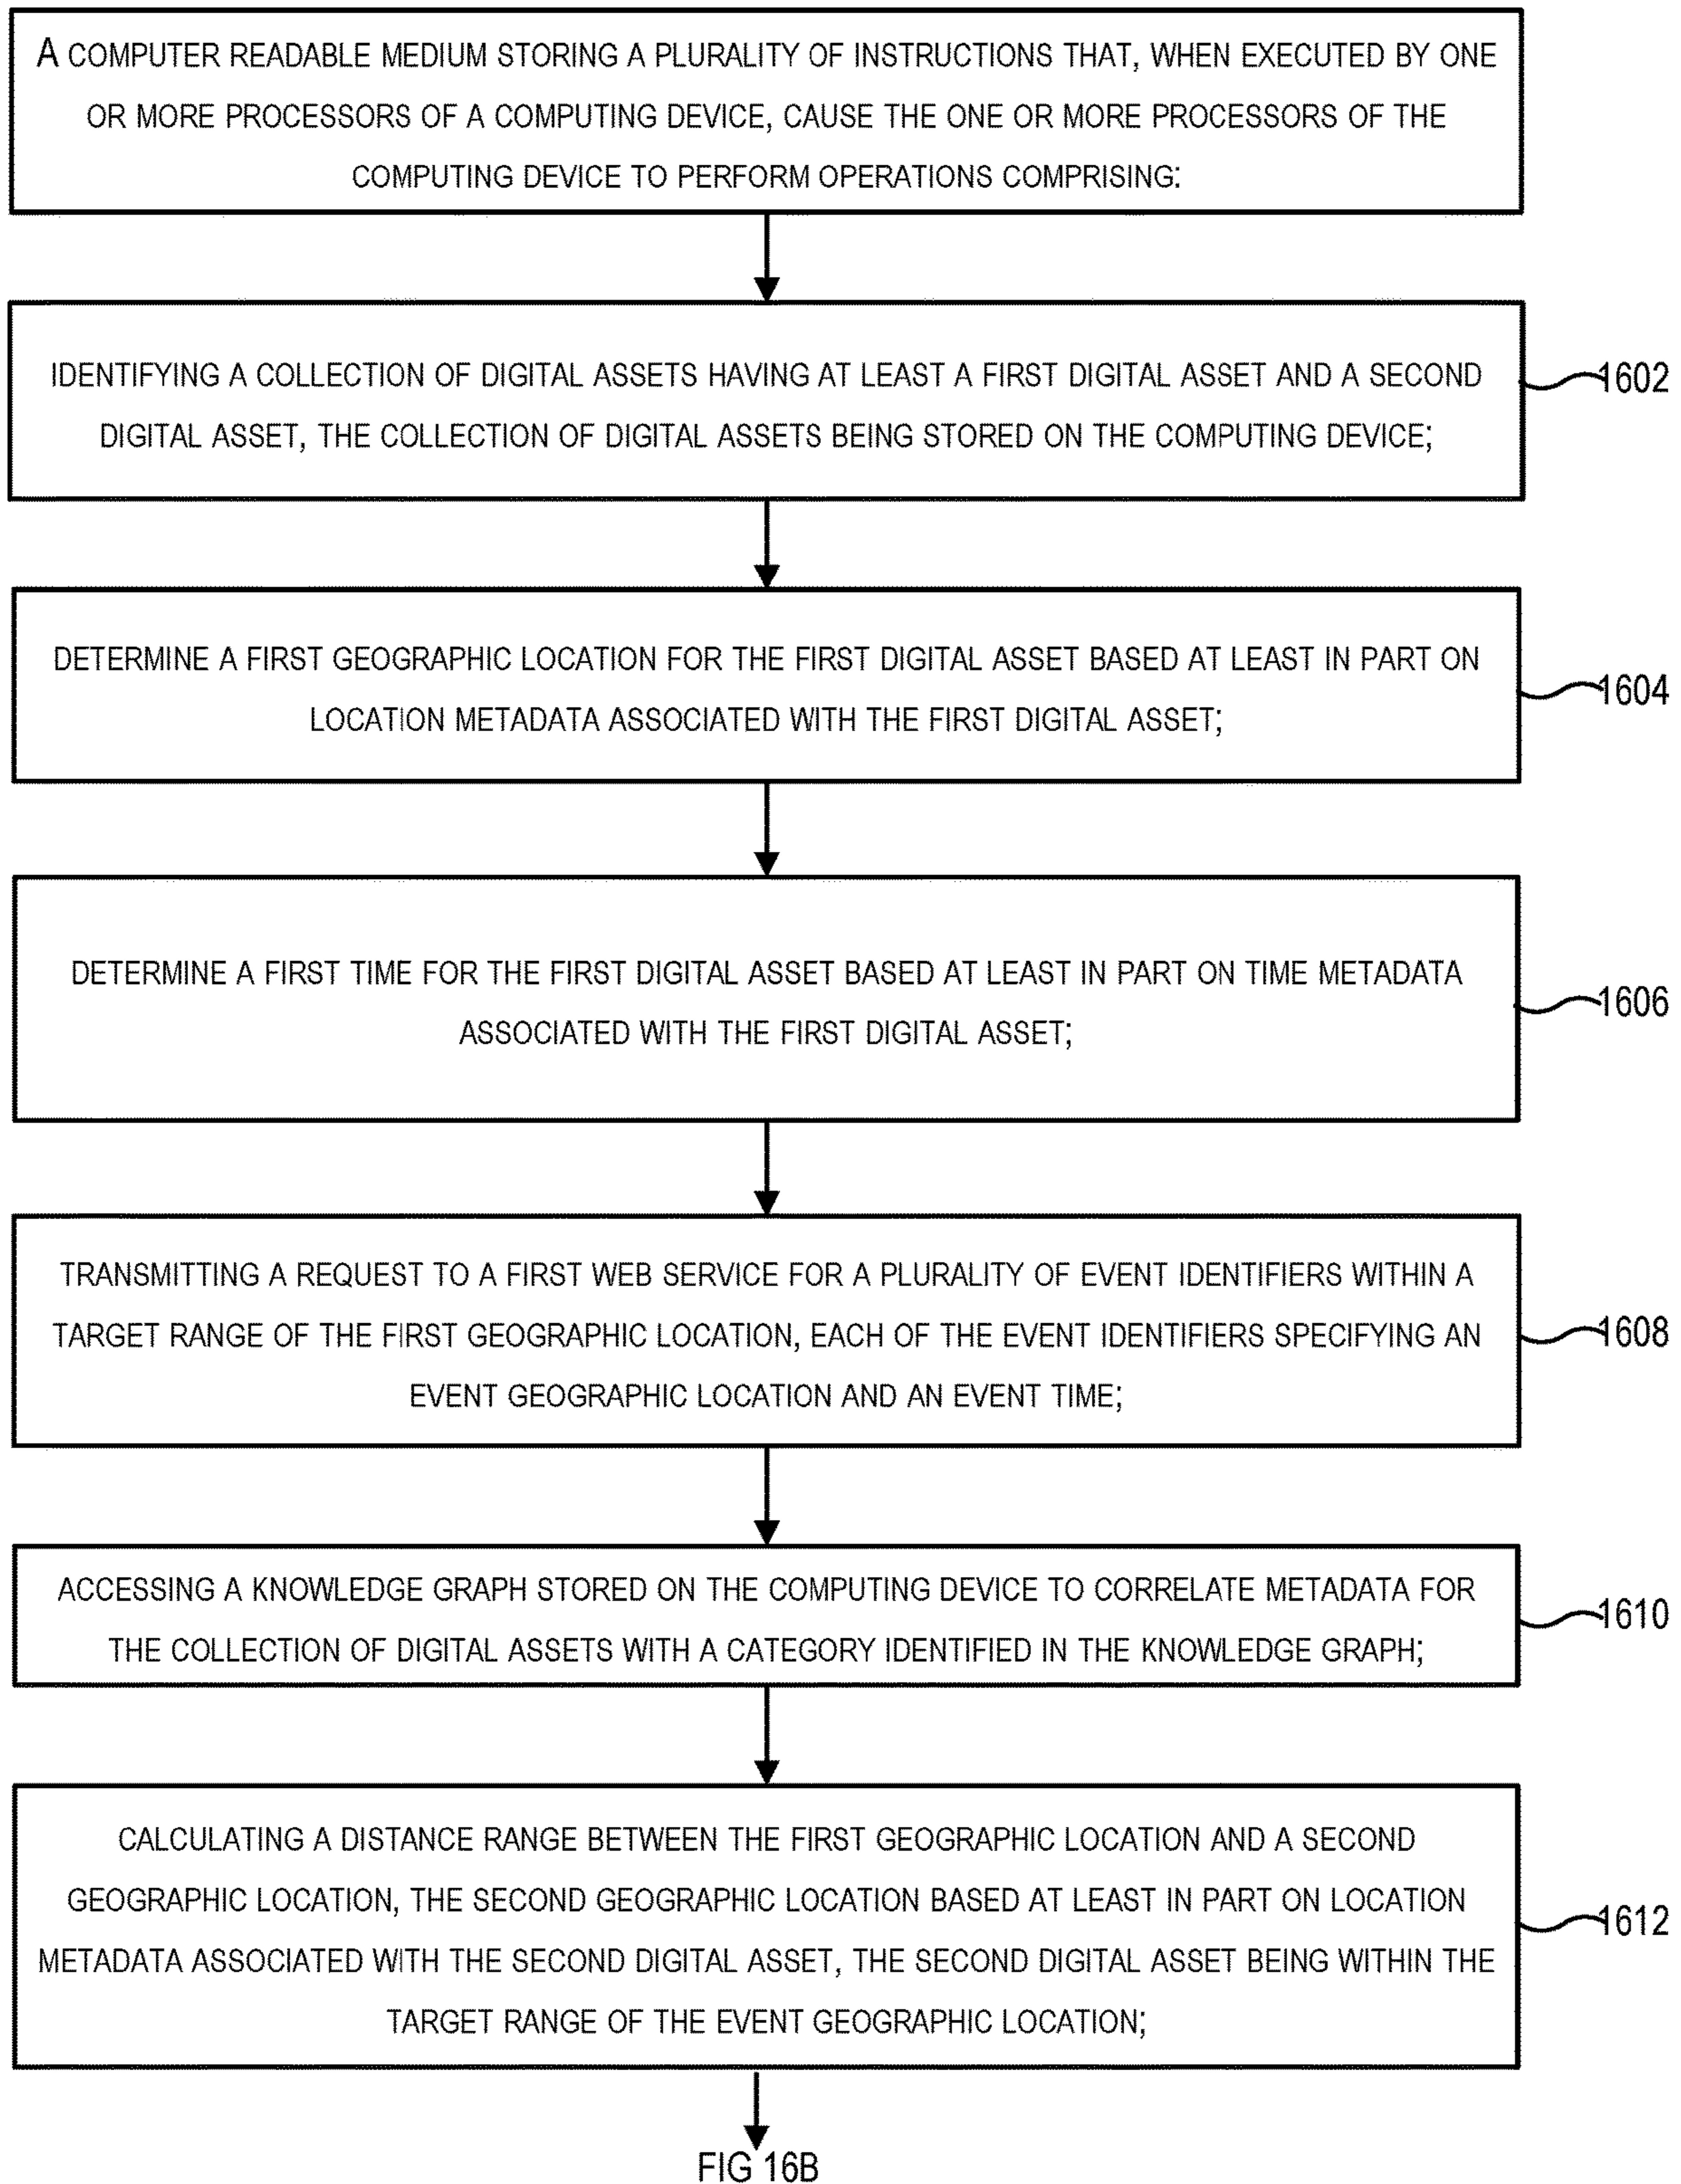 A COMPUTER READABLE MEDIUM STORING A PLURALITY OF INSTRUCTIONS THAT, WHEN EXECUTED BY ONE
OR MORE PROCESSORS OF A COMPUTING DEVICE, CAUSE THE ONE OR MORE PROCESSORS OF THE
COMPUTING DEVICE TO PERFORM OPERATIONS COMPRISING:
IDENTIFYING A COLLECTION OF DIGITAL ASSETS HAVING AT LEAST A FIRST DIGITAL ASSET AND A SECOND
DIGITAL ASSET, THE COLLECTION OF DIGITAL ASSETS BEING STORED ON THE COMPUTING DEVICE;
1602
DETERMINE A FIRST GEOGRAPHIC LOCATION FOR THE FIRST DIGITAL ASSET BASED AT LEAST IN PART ON
LOCATION METADATA ASSOCIATED WITH THE FIRST DIGITAL ASSET;
1604
DETERMINE A FIRST TIME FOR THE FIRST DIGITAL ASSET BASED AT LEAST IN PART ON TIME METADATA
ASSOCIATED WITH THE FIRST DIGITAL ASSET;
1606
TRANSMITTING A REQUEST TO A FIRST WEB SERVICE FOR A PLURALITY OF EVENT IDENTIFIERS WITHIN A
TARGET RANGE OF THE FIRST GEOGRAPHIC LOCATION, EACH OF THE EVENT IDENTIFIERS SPECIFYING AN
EVENT GEOGRAPHIC LOCATION AND AN EVENT TIME;
1608
ACCESSING A KNOWLEDGE GRAPH STORED ON THE COMPUTING DEVICE TO CORRELATE METADATA FOR
THE COLLECTION OF DIGITAL ASSETS WITH A CATEGORY IDENTIFIED IN THE KNOWLEDGE GRAPH;
1610
CALCULATING A DISTANCE RANGE BETWEEN THE FIRST GEOGRAPHIC LOCATION AND A SECOND
GEOGRAPHIC LOCATION, THE SECOND GEOGRAPHIC LOCATION BASED AT LEAST IN PART ON LOCATION
METADATA ASSOCIATED WITH THE SECOND DIGITAL ASSET, THE SECOND DIGITAL ASSET BEING WITHIN THE
TARGET RANGE OF THE EVENT GEOGRAPHIC LOCATION;
1612
FIG 16B